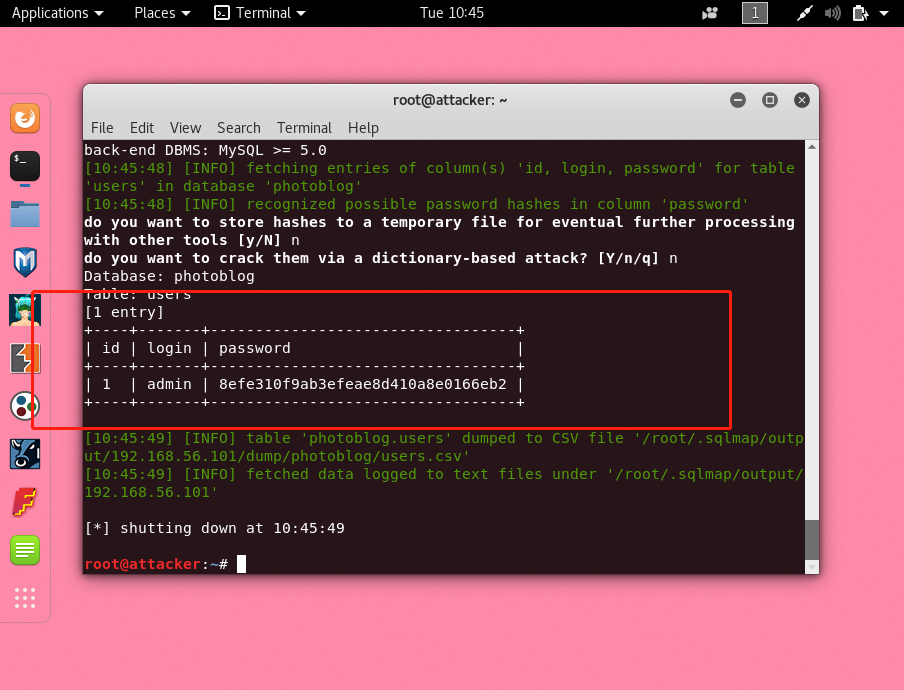 Applications Places Terminal Tue 10:45 1
root@attacker: ~
File Edit View Search Terminal Help
back-end DBMS: MySQL >= 5.0
[10:45:48] [INFO] fetching entries of column(s) 'id, login, password' for table
'users' in database 'photoblog'
[10:45:48] [INFO] recognized possible password hashes in column 'password'
do you want to store hashes to a temporary file for eventual further processing
with other tools [y/N] n
do you want to crack them via a dictionary-based attack? [Y/n/q] n
Database: photoblog
Table: users
[1 entry]
+----+-------+----------------------------------+
| id | login | password                         |
+----+-------+----------------------------------+
| 1  | admin | 8efe310f9ab3efeae8d410a8e0166eb2 |
+----+-------+----------------------------------+
[10:45:49] [INFO] table 'photoblog.users' dumped to CSV file '/root/.sqlmap/outp
ut/192.168.56.101/dump/photoblog/users.csv'
[10:45:49] [INFO] fetched data logged to text files under '/root/.sqlmap/output/
192.168.56.101'
[*] shutting down at 10:45:49
root@attacker:~#